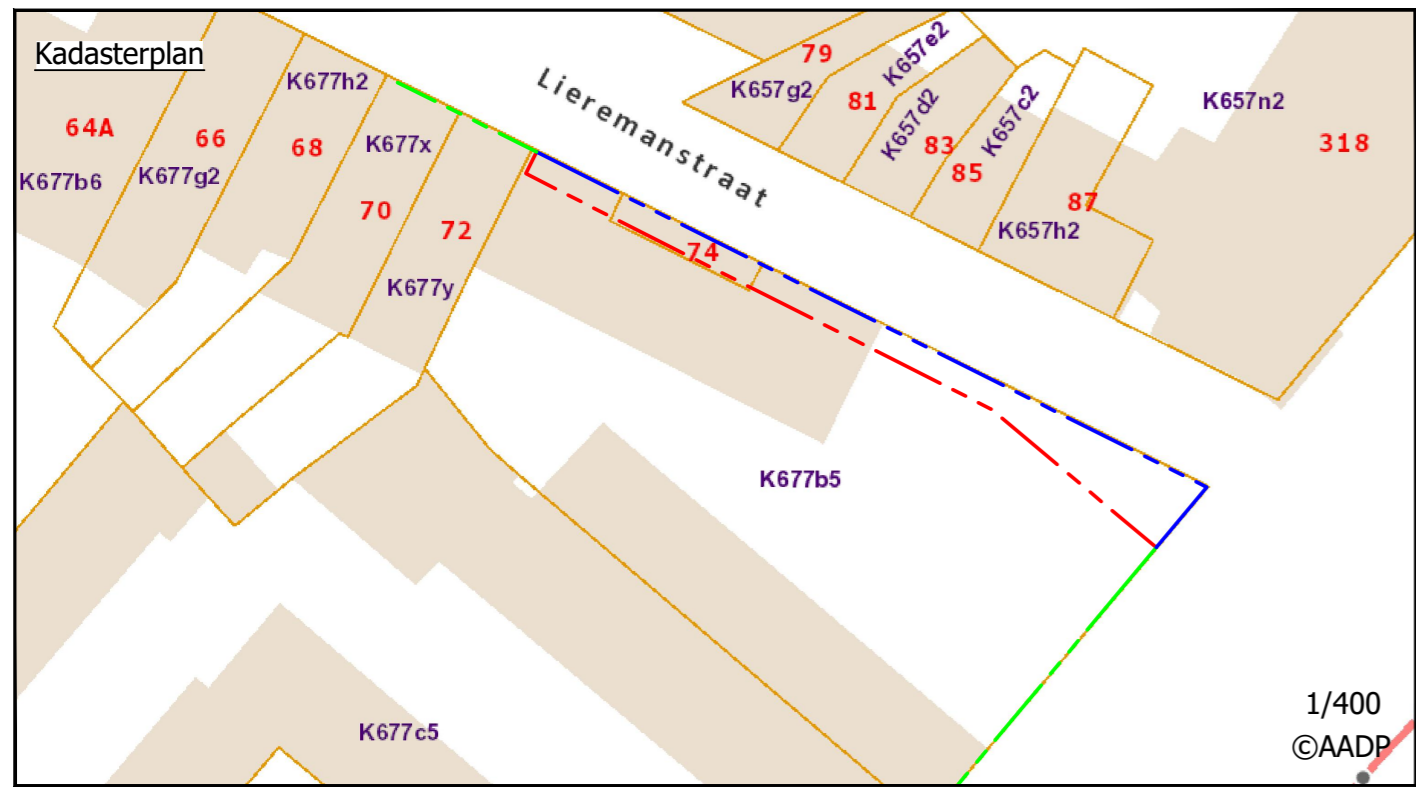 Kadasterplan
Lieremanstraat
K677h2
64A
66
68
K677x
K677b6
K677g2
70
72
K677y
74
79
K657g2
K657e2
81
K657d2
83
K657c2
85
87
K657h2
K657n2
318
K677b5
K677c5
1/400
©AADP